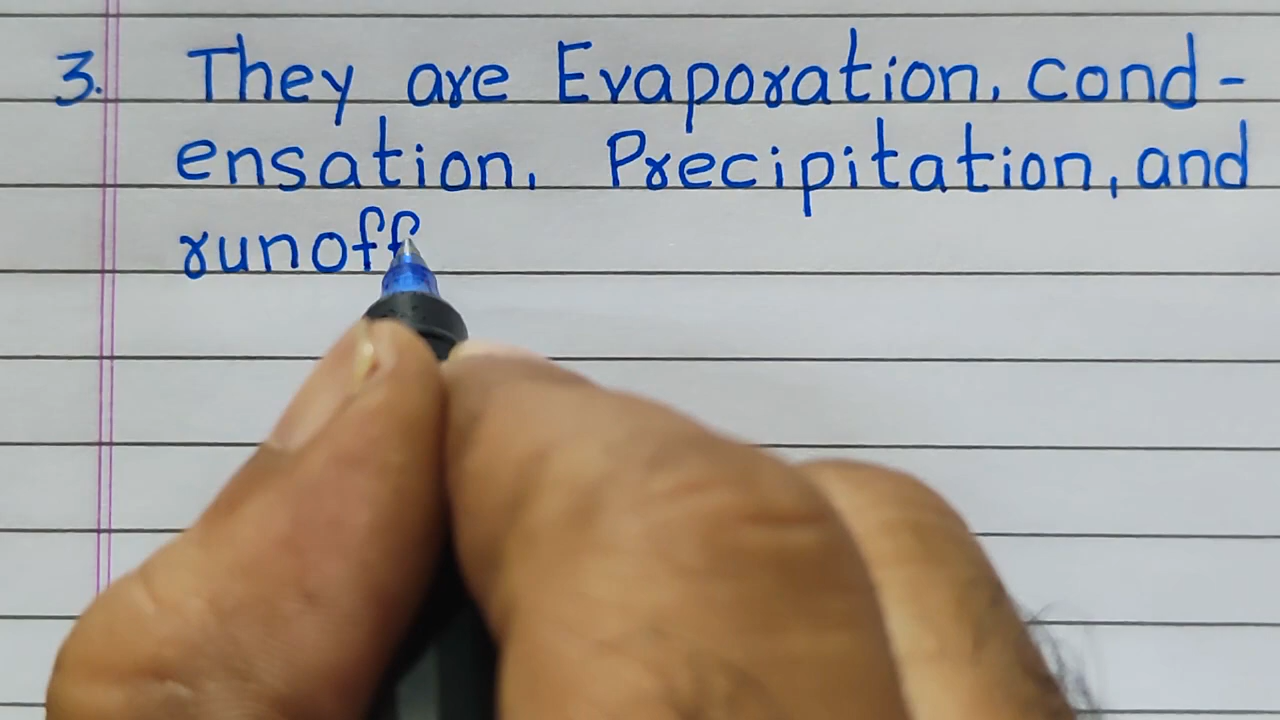 3. They are Evaporation, cond-
ensation, Precipitation, and
runoff